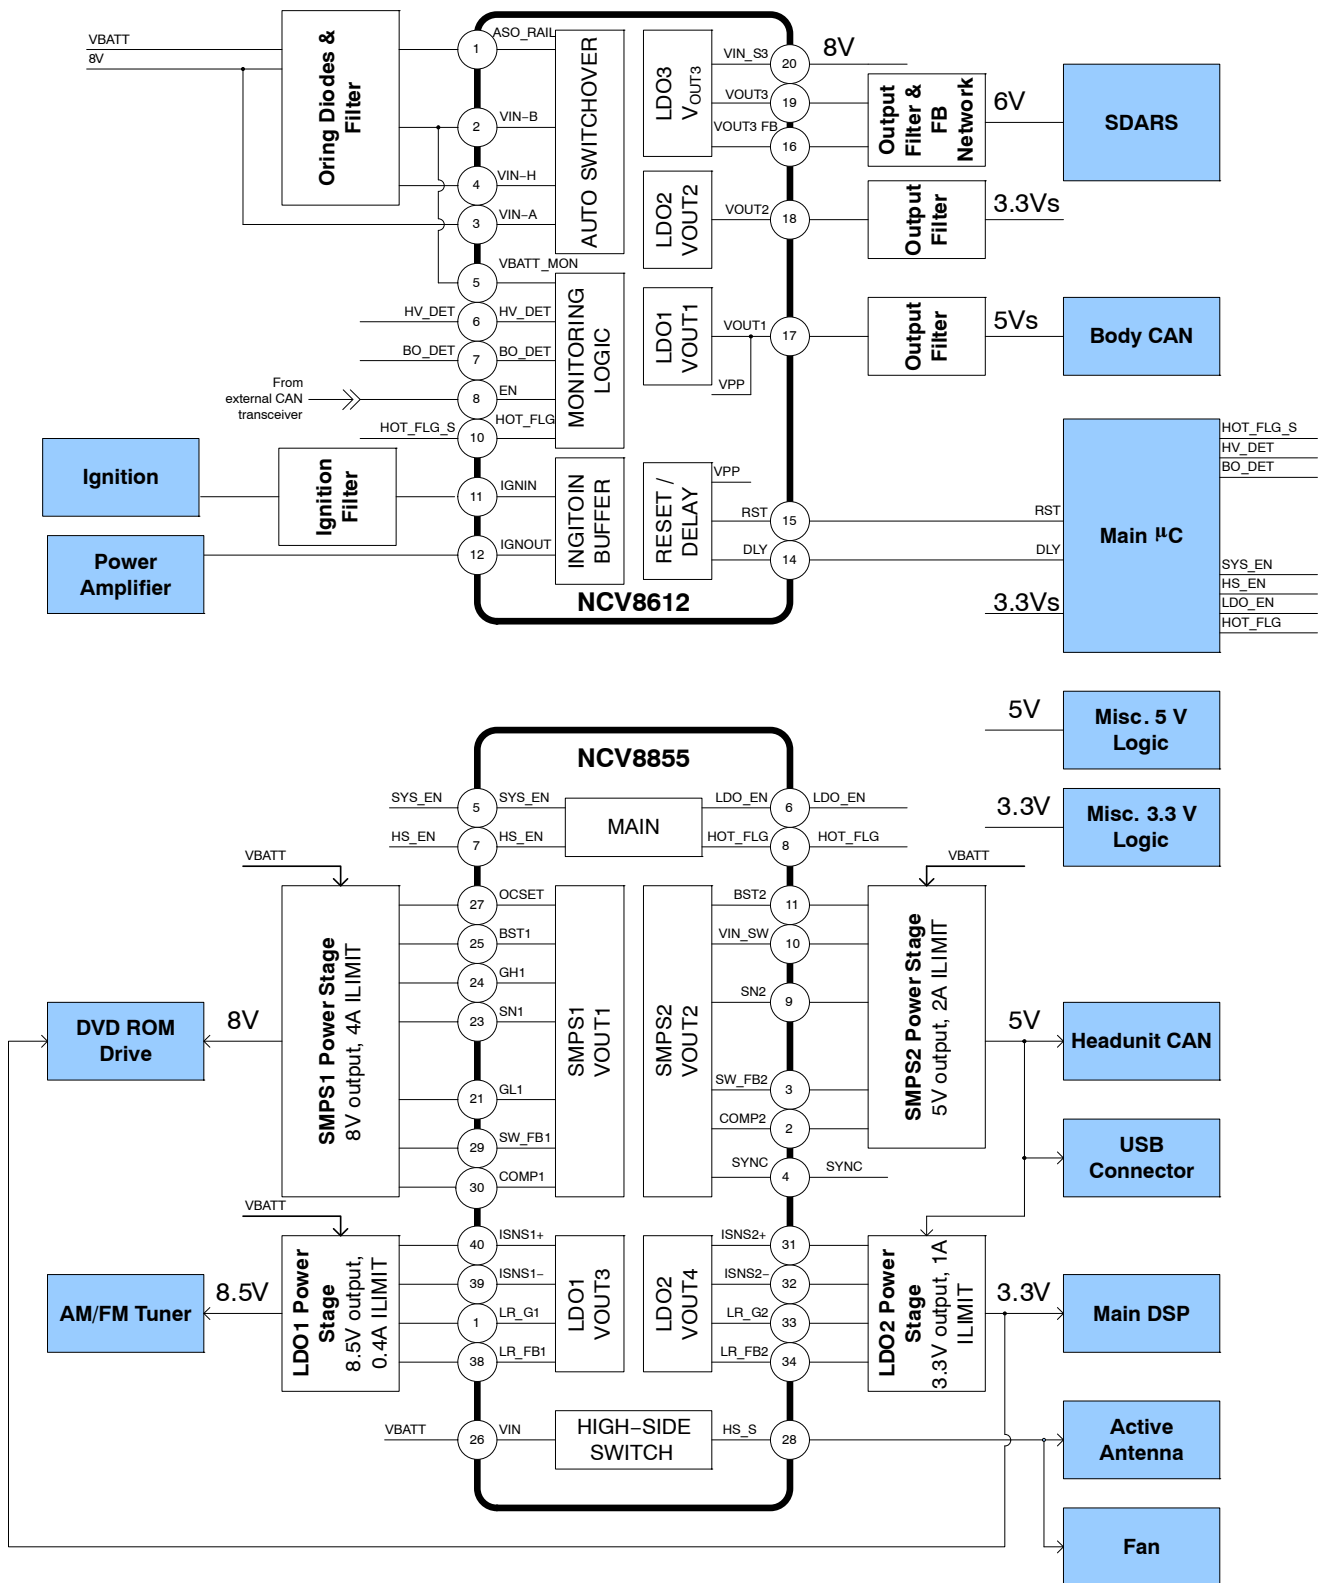 VBATT
8V
Oring Diodes &
Filter
1
ASO_RAIL
2
VIN-B
4
VIN-H
3
VIN-A
AUTO SWITCHOVER
5
VBATT_MON
HV_DET
6
HV_DET
BO_DET
7
BO_DET
From
external CAN
transceiver
8
EN
HOT_FLG_S
10
HOT_FLG
MONITORING
LOGIC
Ignition
Ignition
Filter
11
IGNIN
Power
Amplifier
12
IGNOUT
INGITOIN
BUFFER
LDO3
VOUT3
VIN_S3
20
8V
VOUT3
19
VOUT3 FB
16
Output
Filter &
FB
Network
6V
SDARS
LDO2
VOUT2
VOUT2
18
Output
Filter
3.3Vs
LDO1
VOUT1
VOUT1
17
VPP
Output
Filter
5Vs
Body CAN
RESET /
DELAY
VPP
RST
15
RST
DLY
14
DLY
3.3Vs
Main µC
HOT_FLG_S
HV_DET
BO_DET
SYS_EN
HS_EN
LDO_EN
HOT_FLG
NCV8612
5V
Misc. 5 V
Logic
3.3V
Misc. 3.3 V
Logic
NCV8855
SYS_EN
5
SYS_EN
HS_EN
7
HS_EN
MAIN
LDO_EN
6
LDO_EN
HOT_FLG
8
HOT_FLG
VBATT
SMPS1 Power Stage
8V output, 4A ILIMIT
27
OCSET
25
BST1
24
GH1
23
SN1
21
GL1
29
SW_FB1
30
COMP1
SMPS1
VOUT1
DVD ROM
Drive
8V
SMPS2
VOUT2
BST2
11
VIN_SW
10
SN2
9
SW_FB2
3
COMP2
2
SYNC
4
SYNC
VBATT
SMPS2 Power Stage
5V output, 2A ILIMIT
5V
Headunit CAN
USB
Connector
VBATT
LDO1 Power
Stage
8.5V output,
0.4A ILIMIT
8.5V
AM/FM Tuner
40
ISNS1+
39
ISNS1-
1
LR_G1
38
LR_FB1
LDO1
VOUT3
LDO2
VOUT4
ISNS2+
31
ISNS2-
32
LR_G2
33
LR_FB2
34
LDO2 Power
Stage
3.3V output, 1A
ILIMIT
3.3V
Main DSP
VBATT
26
VIN
HIGH-SIDE
SWITCH
HS_S
28
Active
Antenna
Fan